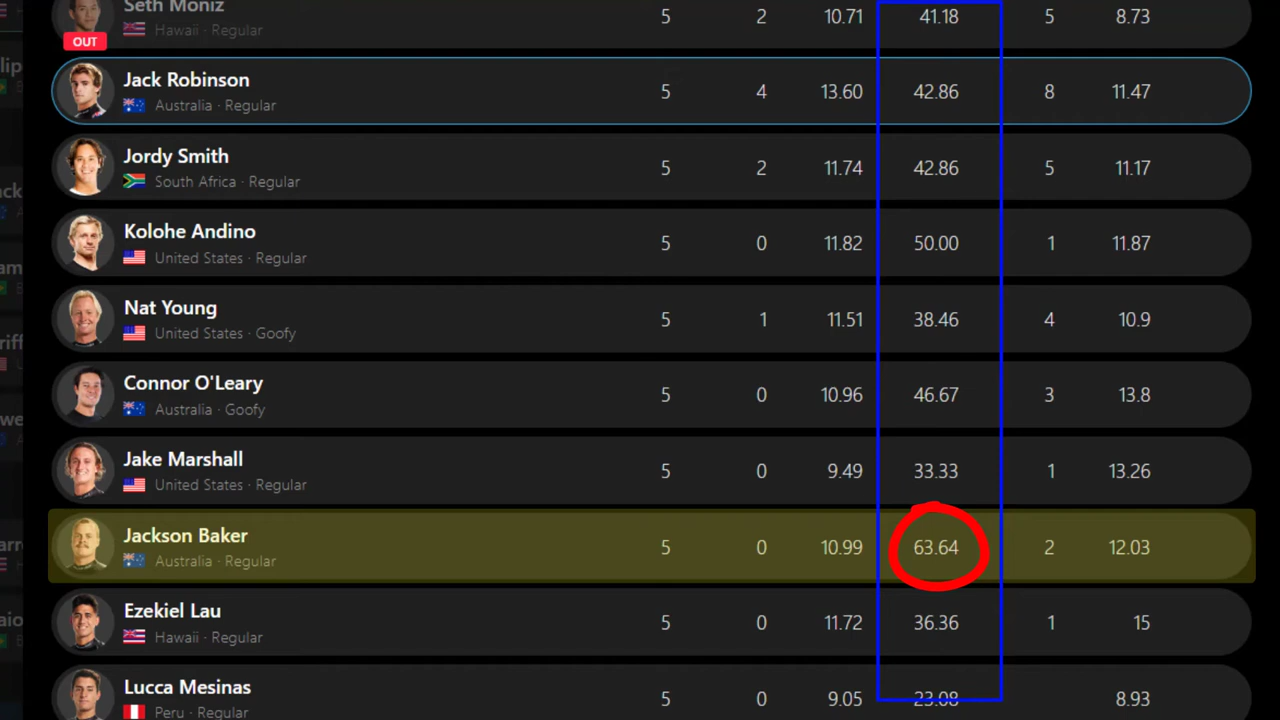 Seth Moniz 5 2 10.71 41.18 5 8.73
Hawaii · Regular
OUT
Jack Robinson 5 4 13.60 42.86 8 11.47
Australia · Regular
Jordy Smith 5 2 11.74 42.86 5 11.17
South Africa · Regular
Kolohe Andino 5 0 11.82 50.00 1 11.87
United States · Regular
Nat Young 5 1 11.51 38.46 4 10.9
United States · Goofy
Connor O'Leary 5 0 10.96 46.67 3 13.8
Australia · Goofy
Jake Marshall 5 0 9.49 33.33 1 13.26
United States · Regular
Jackson Baker 5 0 10.99 63.64 2 12.03
Australia · Regular
Ezekiel Lau 5 0 11.72 36.36 1 15
Hawaii · Regular
Lucca Mesinas 5 0 9.05 23.08 8.93
Peru · Regular